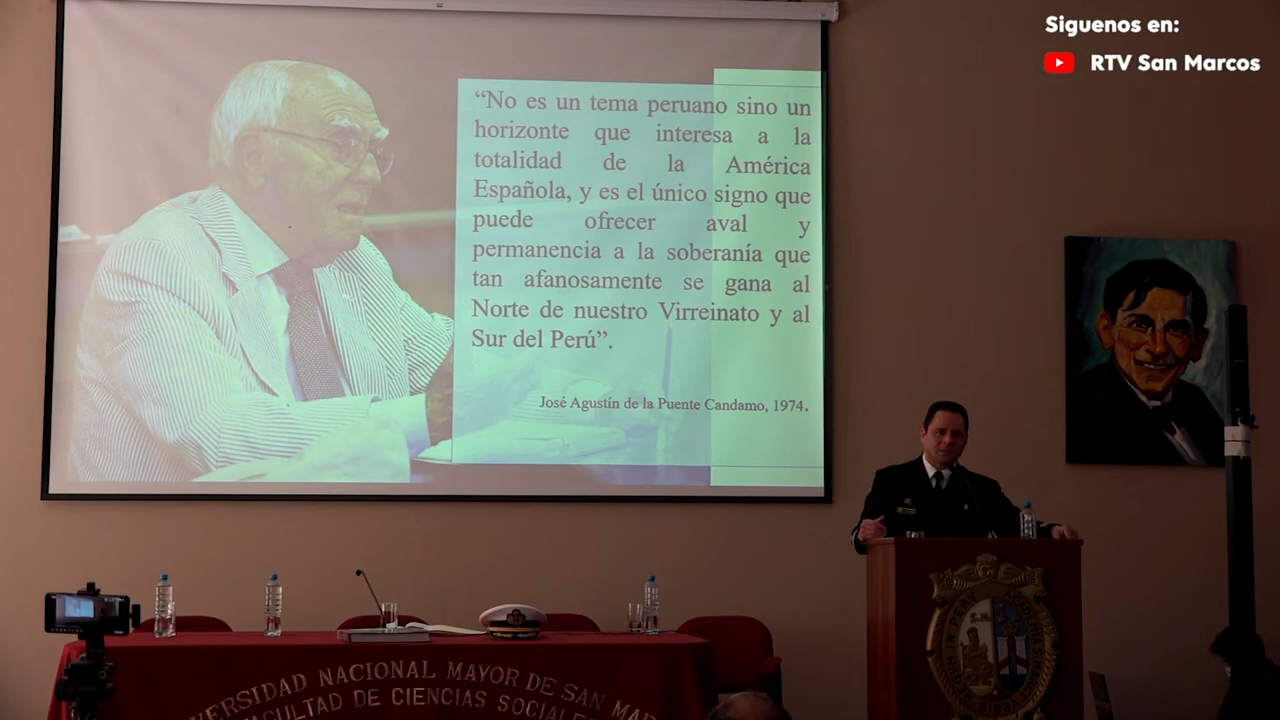 Siguenos en:
RTV San Marcos
“No es un tema peruano sino un
horizonte que interesa a la
totalidad de la América
Española, y es el único signo que
puede ofrecer aval y
permanencia a la soberanía que
tan afanosamente se gana al
Norte de nuestro Virreinato y al
Sur del Perú”.
José Agustín de la Puente Candamo, 1974.
VERSIDAD NACIONAL MAYOR DE SAN MAR
FACULTAD DE CIENCIAS SOCIALES